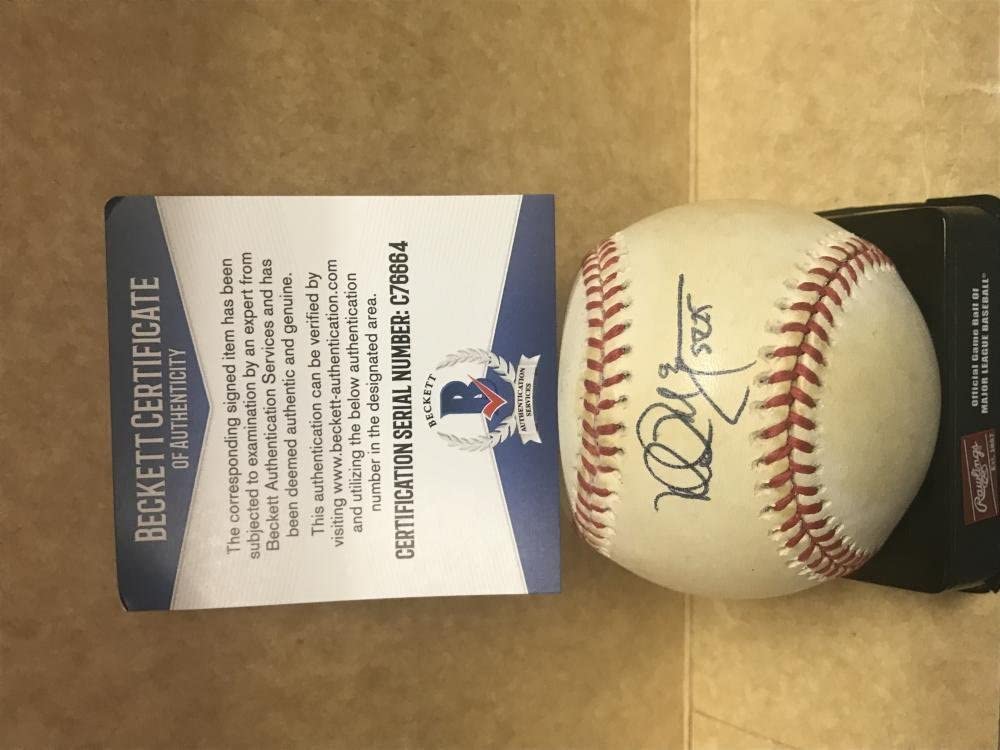 BECKETT CERTIFICATE
OF AUTHENTICITY
The corresponding signed item has been
subjected to examination by an expert from
Beckett Authentication Services and has
been deemed authentic and genuine.
This authentication can be verified by
visiting www.beckett-authentication.com
and utilizing the below authentication
number in the designated area.
CERTIFICATION SERIAL NUMBER: C76664
BECKETT
B
AUTHENTICATION
SERVICES
Official Game Ball Of
MAJOR LEAGUE BASEBALL®
Rawlings